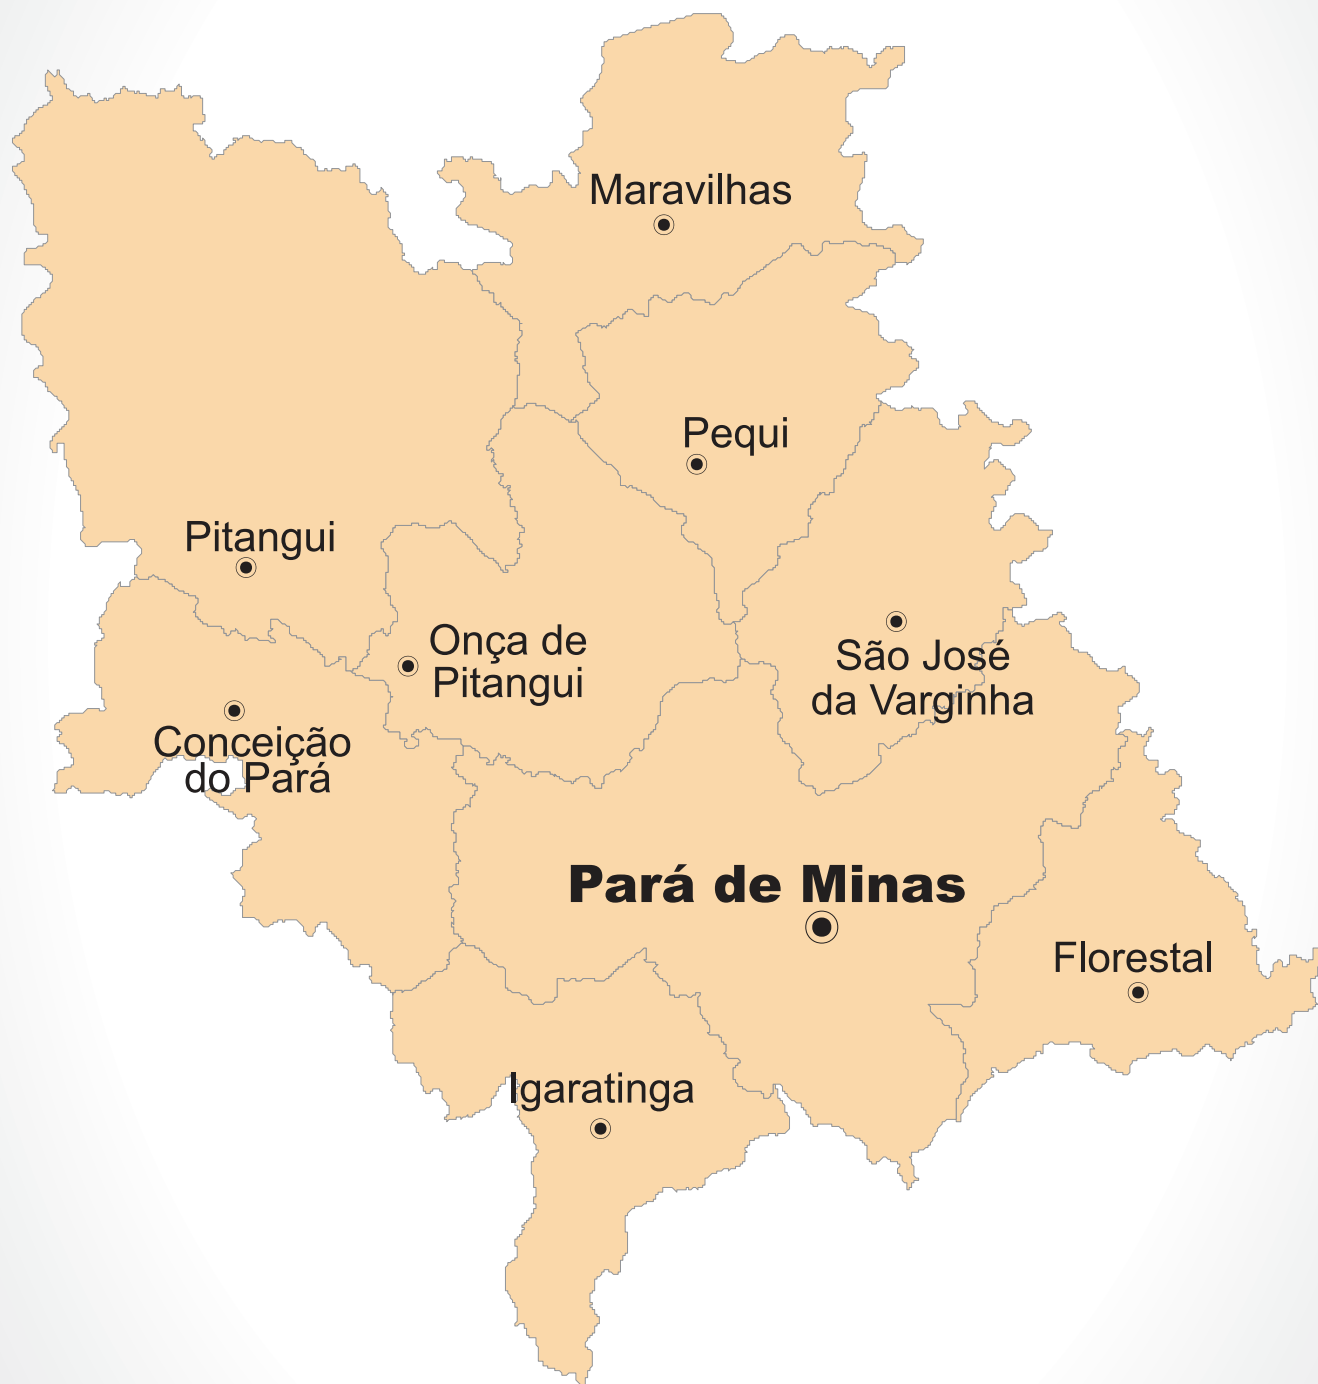 Maravilhas
Pequi
Pitangui
Onça de
Pitangui
São José
da Varginha
Conceição
do Pará
Pará de Minas
Florestal
Igaratinga